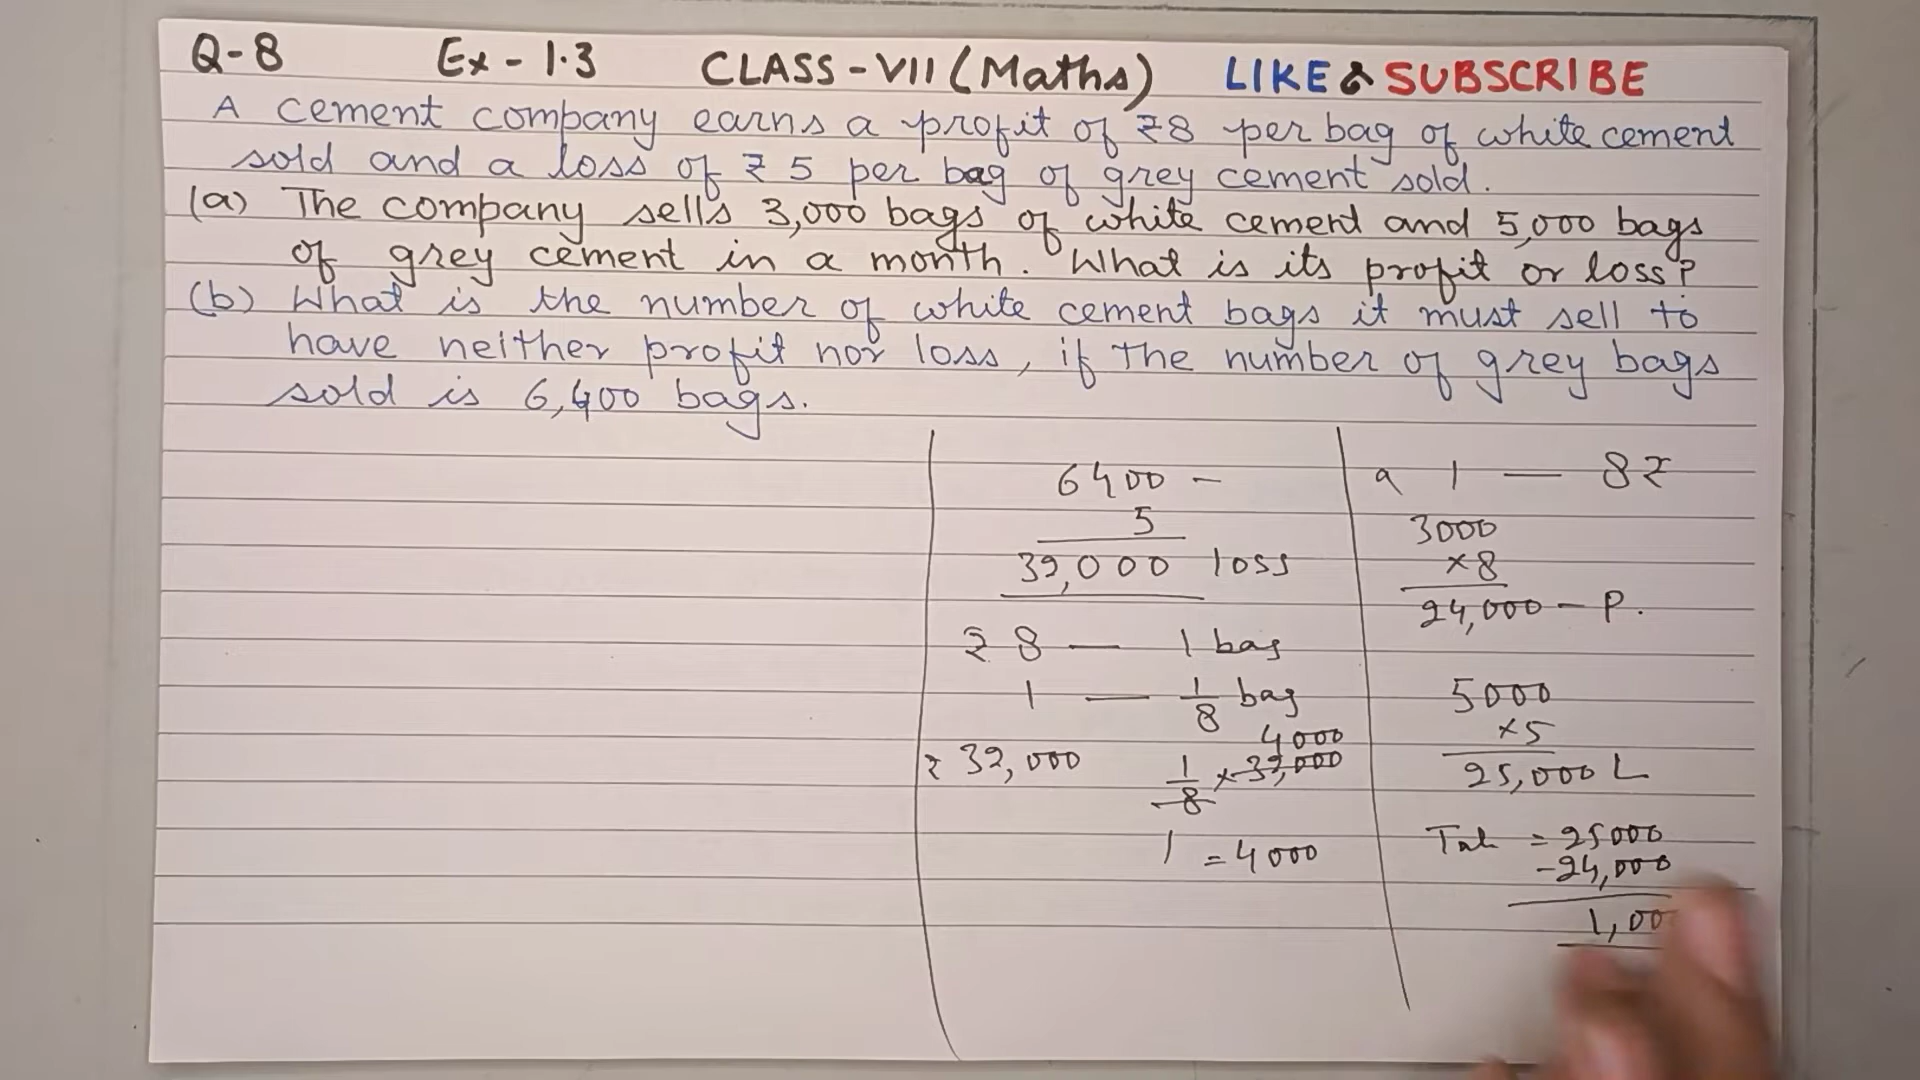 Q-8 Ex-1.3 CLASS-VII (Maths) LIKE & SUBSCRIBE
A cement company earns a profit of ₹8 per bag of white cement
sold and a loss of ₹5 per bag of grey cement sold.
(a) The company sells 3,000 bags of white cement and 5,000 bags
of grey cement in a month. What is its profit or loss?
(b) What is the number of white cement bags it must sell to
have neither profit nor loss, if the number of grey bags
sold is 6,400 bags.
6400 -
5
32,000 loss
₹ 8 — 1 bag
1 — 1/8 bag
4000
₹ 32,000 1/8 × 32,000
1 = 4000
a 1 — 8₹
3000
×8
24,000 - P.
5000
×5
25,000 L
= 25000
-24,000